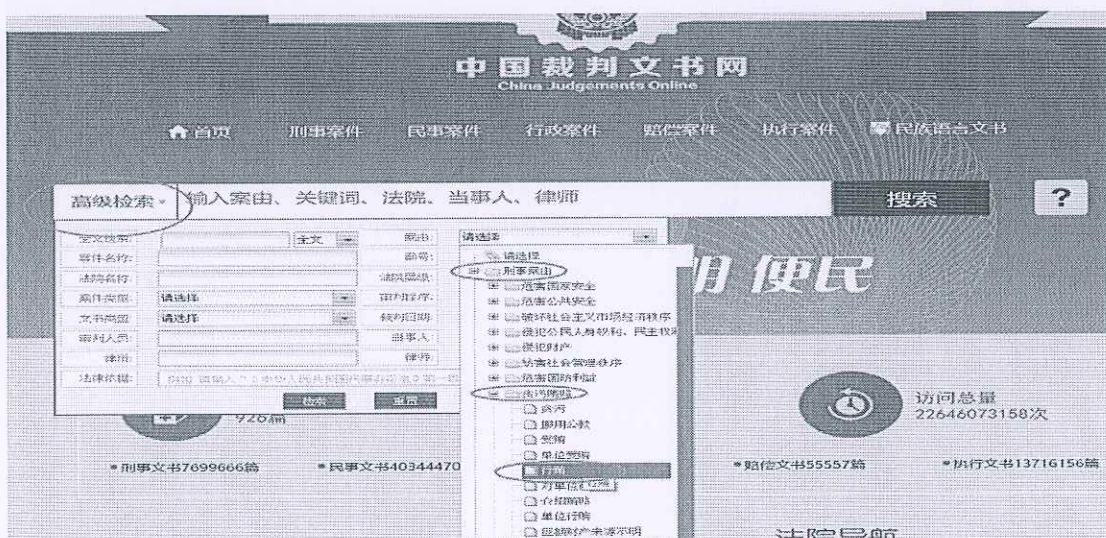 中国裁判文书网
China Judgements Online
首页 刑事案件 民事案件 行政案件 赔偿案件 执行案件 民族语言文书
高级检索 输入案由、关键词、法院、当事人、律师 搜索 ?
全文检索: 全文 案由: 请选择
案件名称: 案号: 请选择
法院名称: 法院层级: 刑事案由
案件类型: 请选择 审判程序: 危害国家安全
文书类型: 请选择 裁判日期: 危害公共安全
审判人员: 当事人: 破坏社会主义市场经济秩序
律所: 律师: 侵犯公民人身权利、民主权利
法律依据: 侵犯财产
检索 重置 妨害社会管理秩序
危害国防利益
贪污贿赂
贪污
挪用公款
受贿
单位受贿
行贿
对单位行贿
介绍贿赂
单位行贿
便民
926篇
访问总量
22646073158次
刑事文书7699666篇 民事文书40344470 赔偿文书55557篇 执行文书13716156篇
法院导航